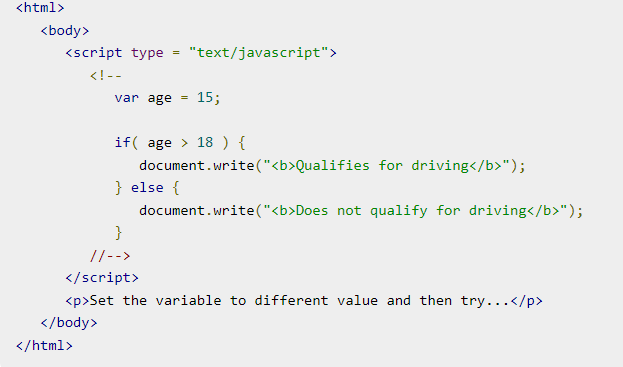 <html>
<body>
<script type = "text/javascript">
<!--
var age = 15;
if( age > 18 ) {
document.write("<b>Qualifies for driving</b>");
} else {
document.write("<b>Does not qualify for driving</b>");
}
//-->
</script>
<p>Set the variable to different value and then try...</p>
</body>
</html>